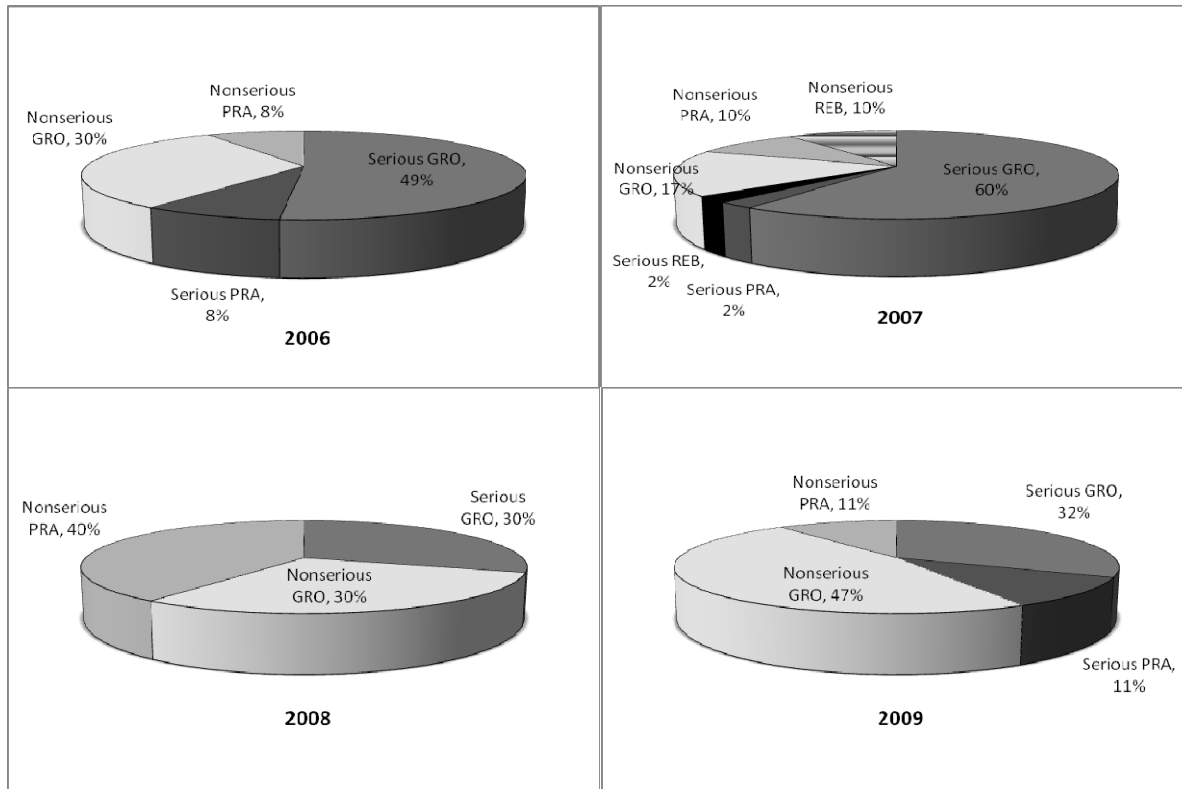 Nonserious
PRA, 8%
Nonserious
GRO, 30%
Serious GRO,
49%
Serious PRA,
8%
2006
Nonserious
REB, 10%
Nonserious
PRA, 10%
Nonserious
GRO, 17%
Serious GRO,
60%
Serious REB,
2%
Serious PRA,
2%
2007
Nonserious
PRA, 40%
Serious
GRO, 30%
Nonserious
GRO, 30%
2008
Nonserious
PRA, 11%
Serious GRO,
32%
Nonserious
GRO, 47%
Serious PRA,
11%
2009